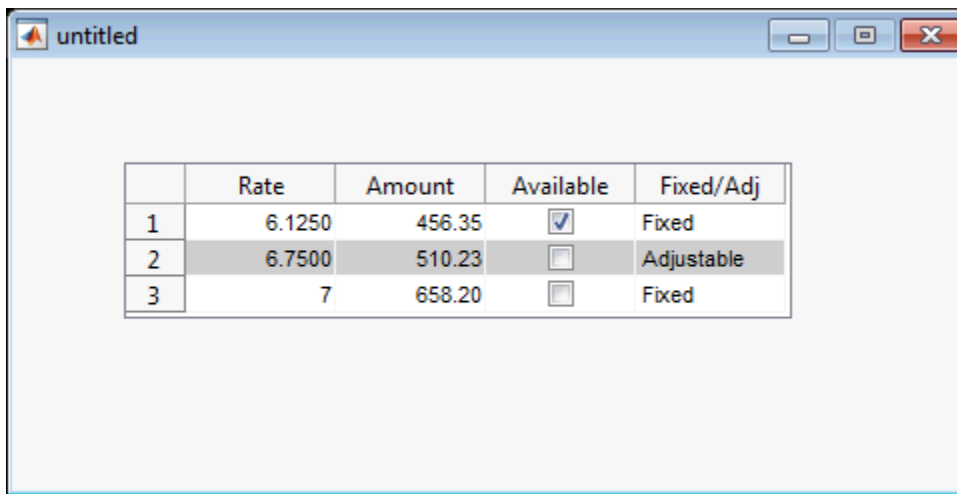 untitled
Rate Amount Available Fixed/Adj
1 6.1250 456.35 Fixed
2 6.7500 510.23 Adjustable
3 7 658.20 Fixed